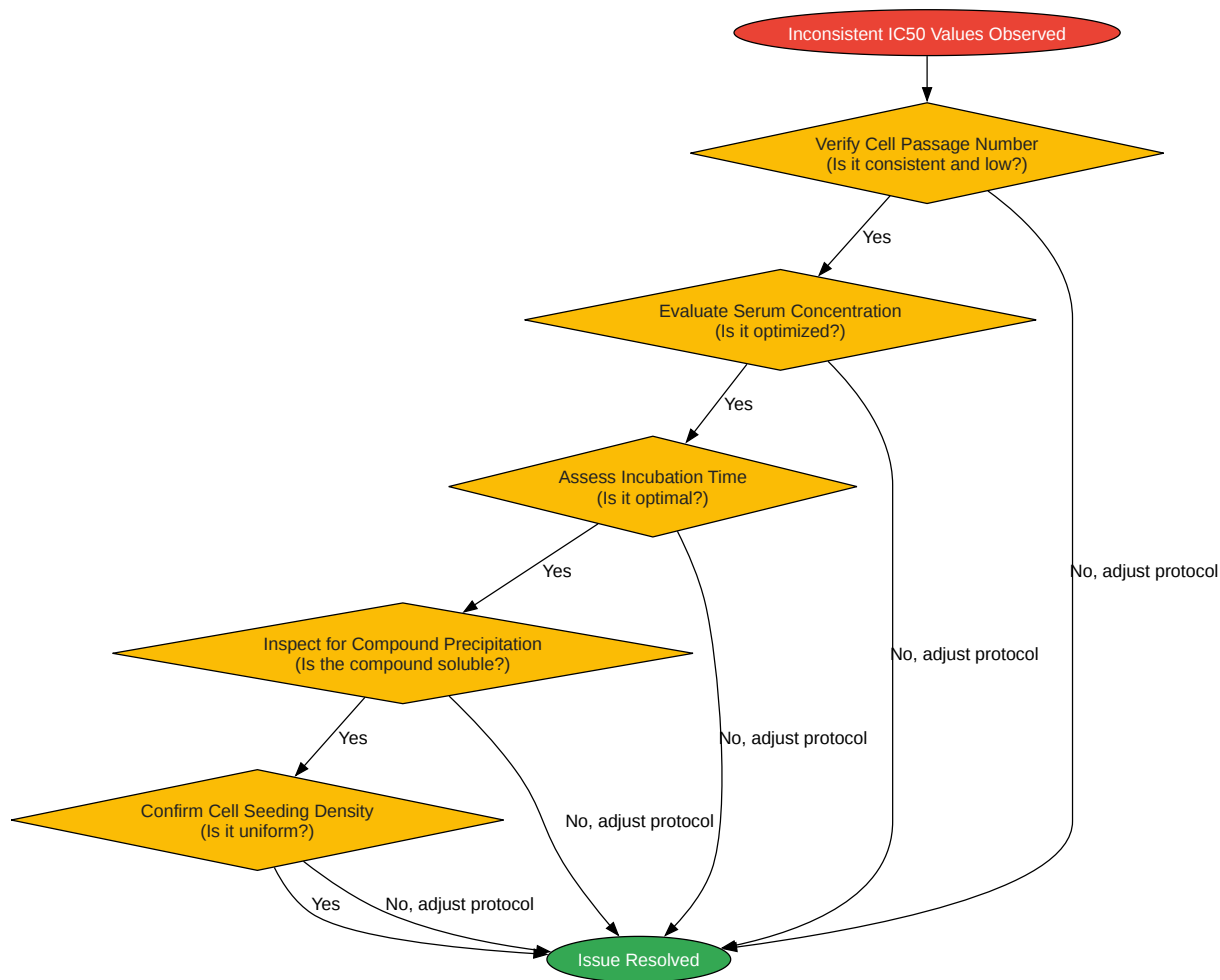 Inconsistent IC50 Values Observed
Verify Cell Passage Number
(Is it consistent and low?)
Yes
Evaluate Serum Concentration
(Is it optimized?)
Yes
Assess Incubation Time
(Is it optimal?)
Yes
No, adjust protocol
Inspect for Compound Precipitation
(Is the compound soluble?)
No, adjust protocol
Yes
No, adjust protocol
Confirm Cell Seeding Density
(Is it uniform?)
No, adjust protocol
Yes
No, adjust protocol
Issue Resolved